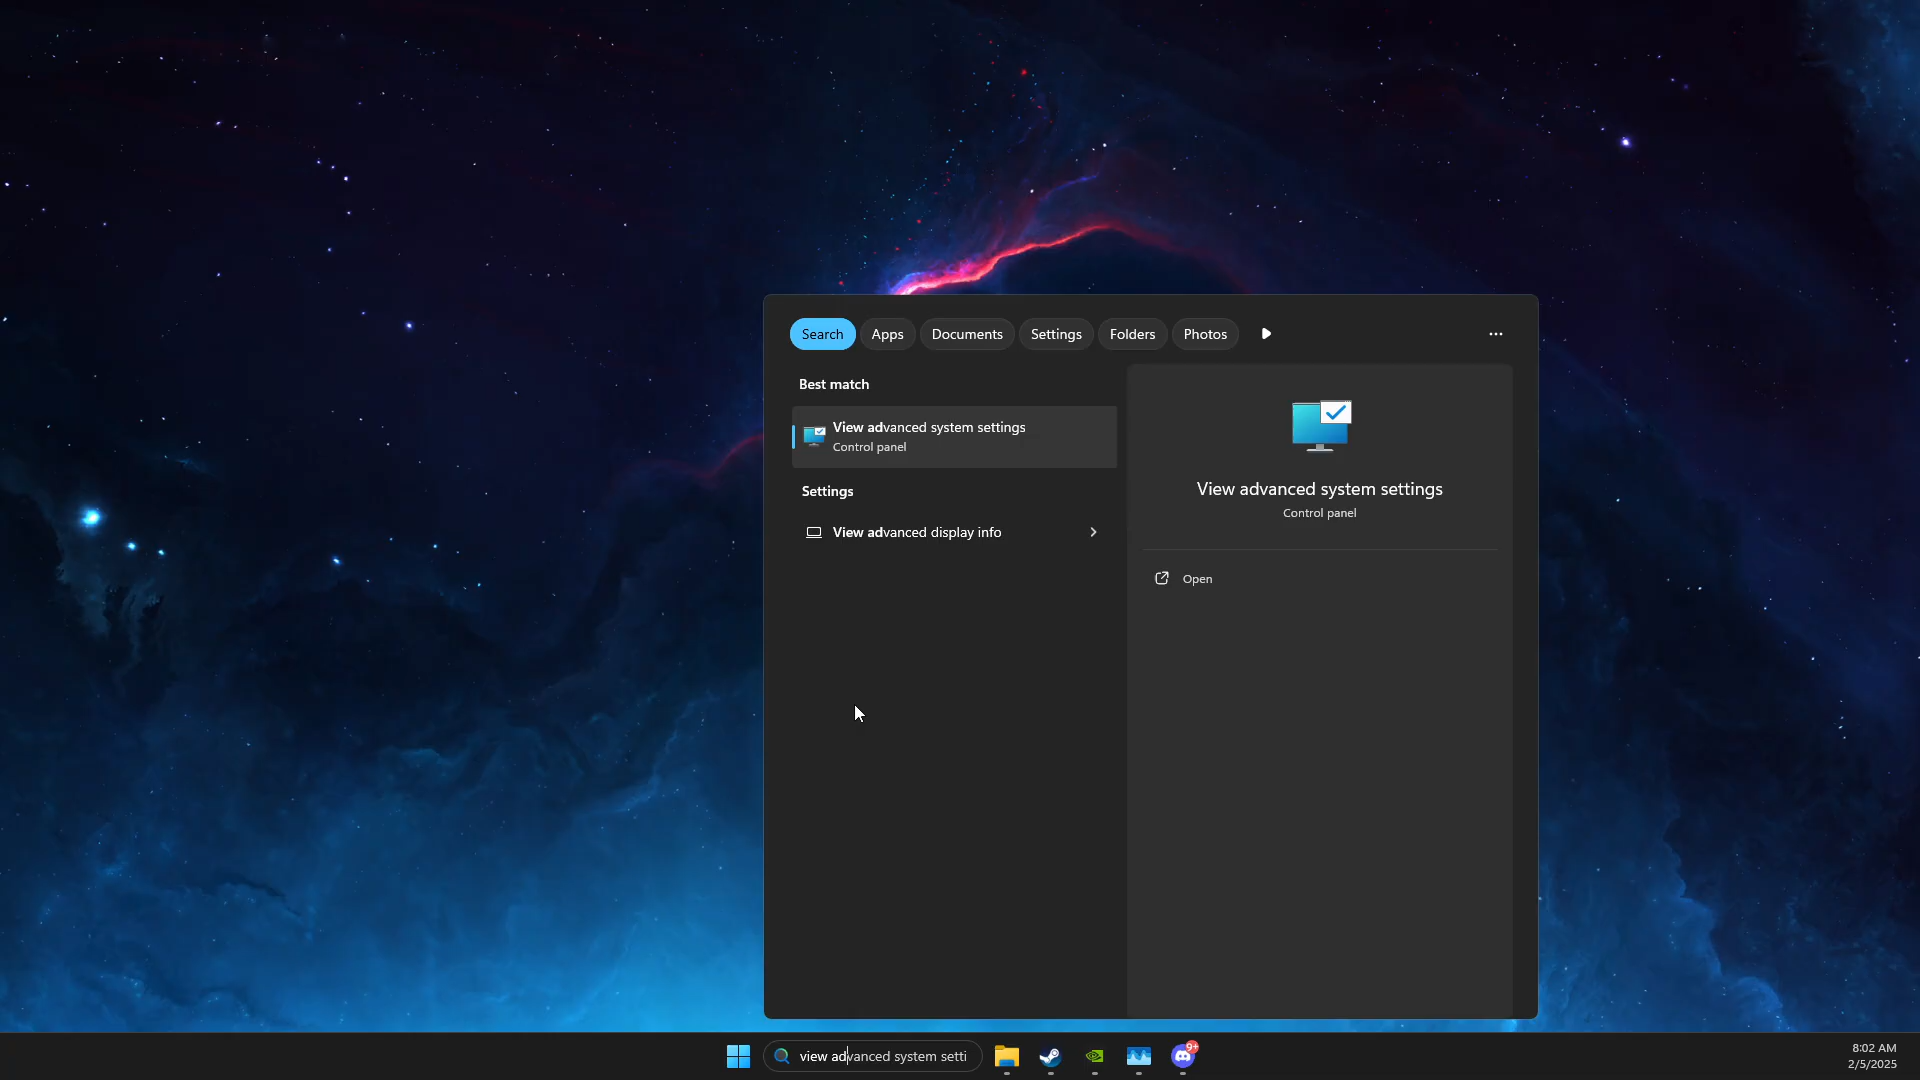 Search Apps Documents Settings Folders Photos
Best match
View advanced system settings
Control panel
Settings
View advanced display info
View advanced system settings
Control panel
Open
view advanced system setti
9+
8:02 AM
2/5/2025